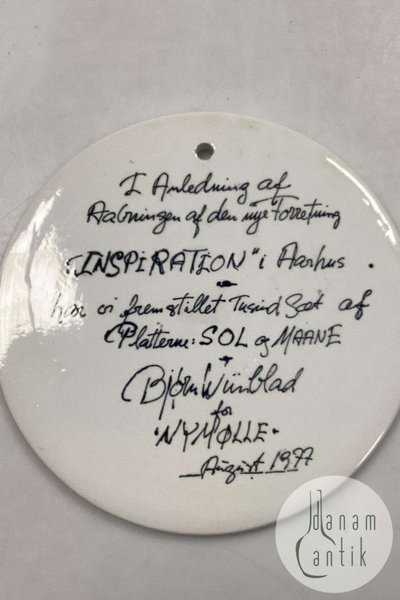 I Anledning af
Aabningen af den nye Forretning
"INSPIRATION" i Aarhus.
har vi fremstillet Tusind Sæt af
Platterne: SOL og MAANE
Bjørn Wiinblad
for
·NYMØLLE·
August 1977
danam
antik